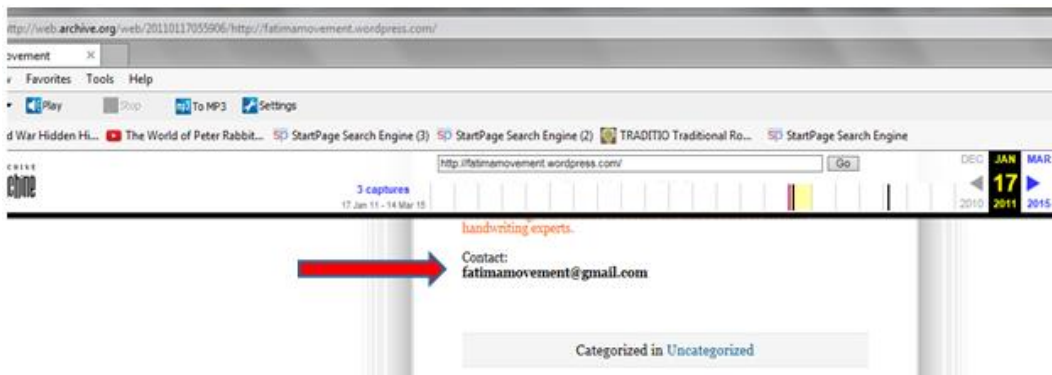 http://web.archive.org/web/20110117055906/http://fatimamovement.wordpress.com/
ovement
Favorites Tools Help
Play Stop To MP3 Settings
d War Hidden Hi... The World of Peter Rabbit... StartPage Search Engine (3) StartPage Search Engine (2) TRADITIO Traditional Ro... StartPage Search Engine
http://fatimamovement.wordpress.com/ Go
DEC JAN MAR
3 captures
17 Jan 11 - 14 Mar 15
17
2010 2011 2015
handwriting experts.
Contact:
fatimamovement@gmail.com
Categorized in Uncategorized